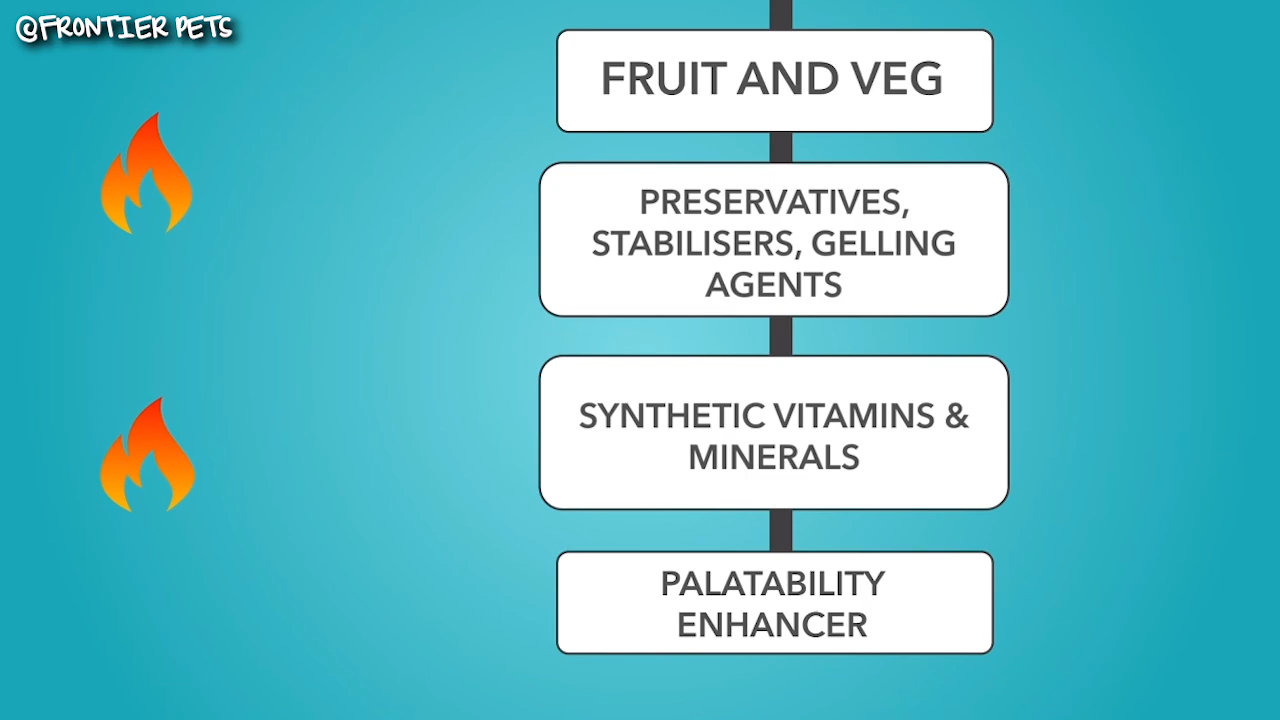 @FRONTIER PETS
FRUIT AND VEG
PRESERVATIVES,
STABILISERS, GELLING
AGENTS
SYNTHETIC VITAMINS &
MINERALS
PALATABILITY
ENHANCER